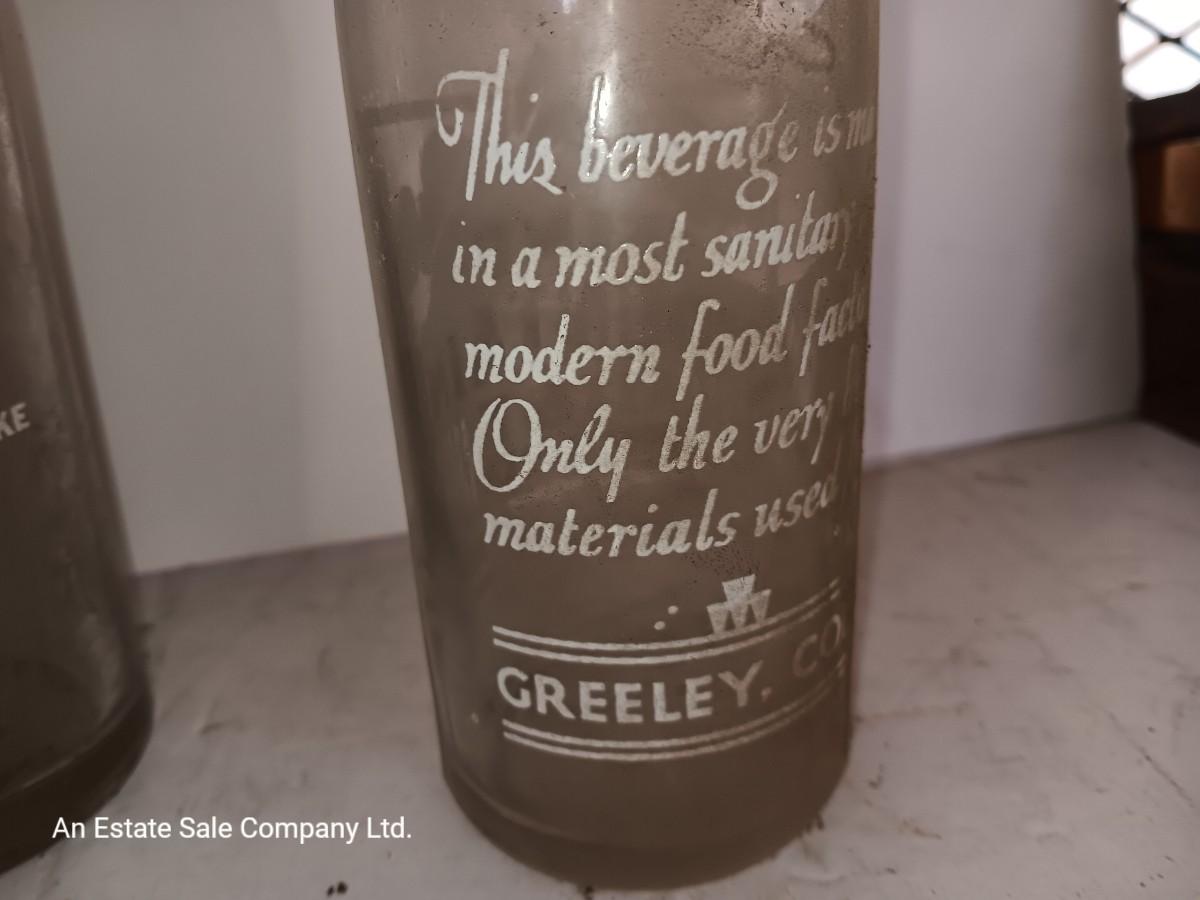 This beverage is
in a most sanitary
modern food
Only the very
materials used
GREELEY, CO
KE
An Estate Sale Company Ltd.